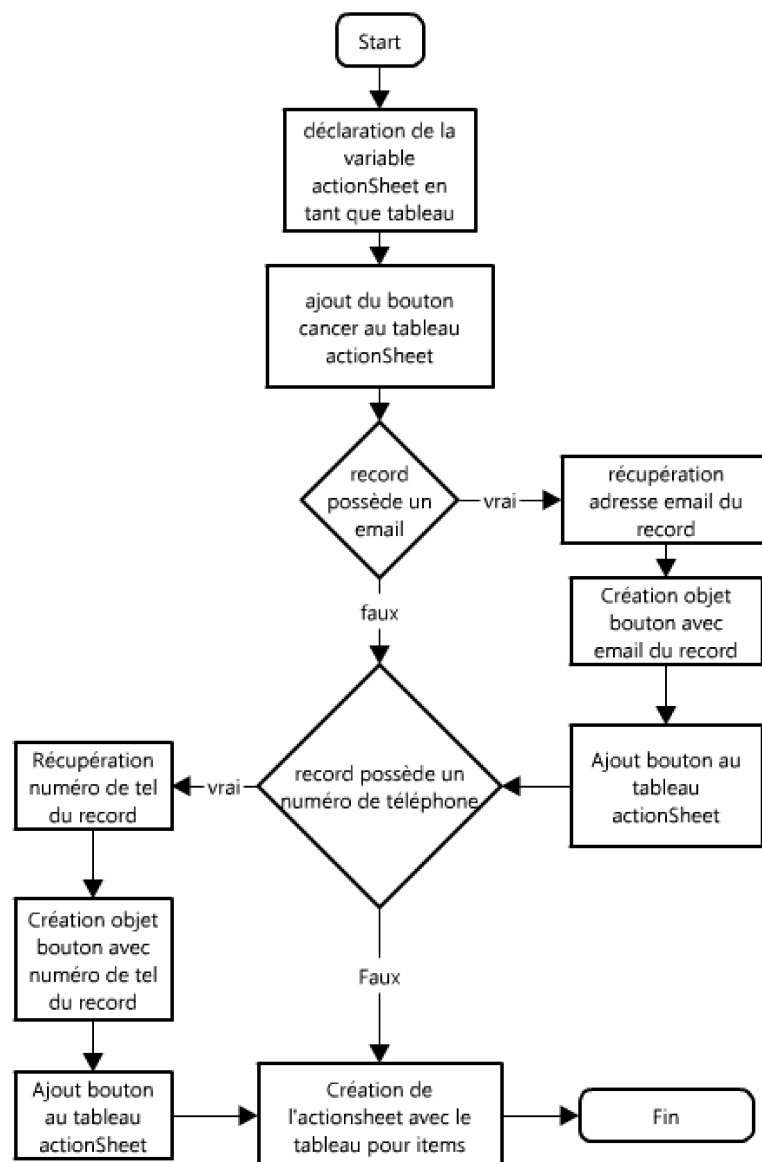 Start
déclaration de la
variable
actionSheet en
tant que tableau
ajout du bouton
cancer au tableau
actionSheet
record
possède un
email
vrai
récupération
adresse email du
record
Création objet
bouton avec
email du record
faux
Ajout bouton au
tableau
actionSheet
record possède un
numéro de téléphone
vrai
Récupération
numéro de tel
du record
Création objet
bouton avec
numéro de tel
du record
Faux
Ajout bouton
au tableau
actionSheet
Création de
l'actionsheet avec le
tableau pour items
Fin